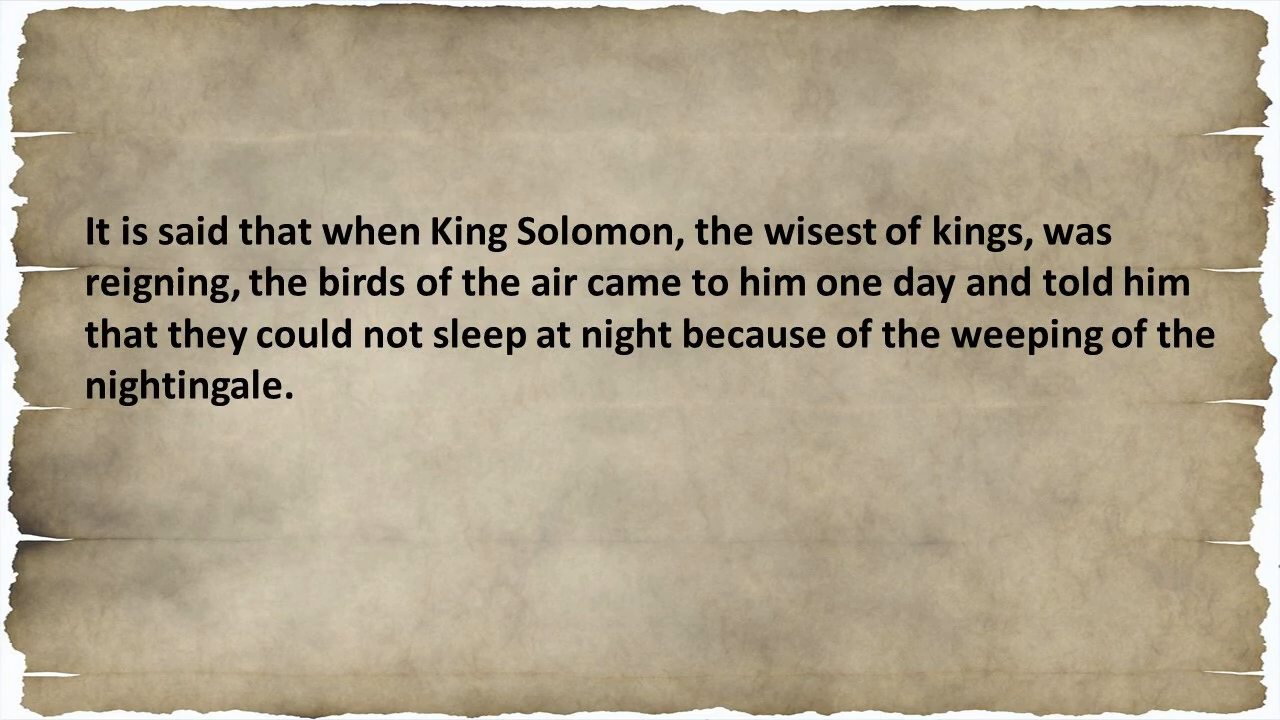 It is said that when King Solomon, the wisest of kings, was
reigning, the birds of the air came to him one day and told him
that they could not sleep at night because of the weeping of the
nightingale.